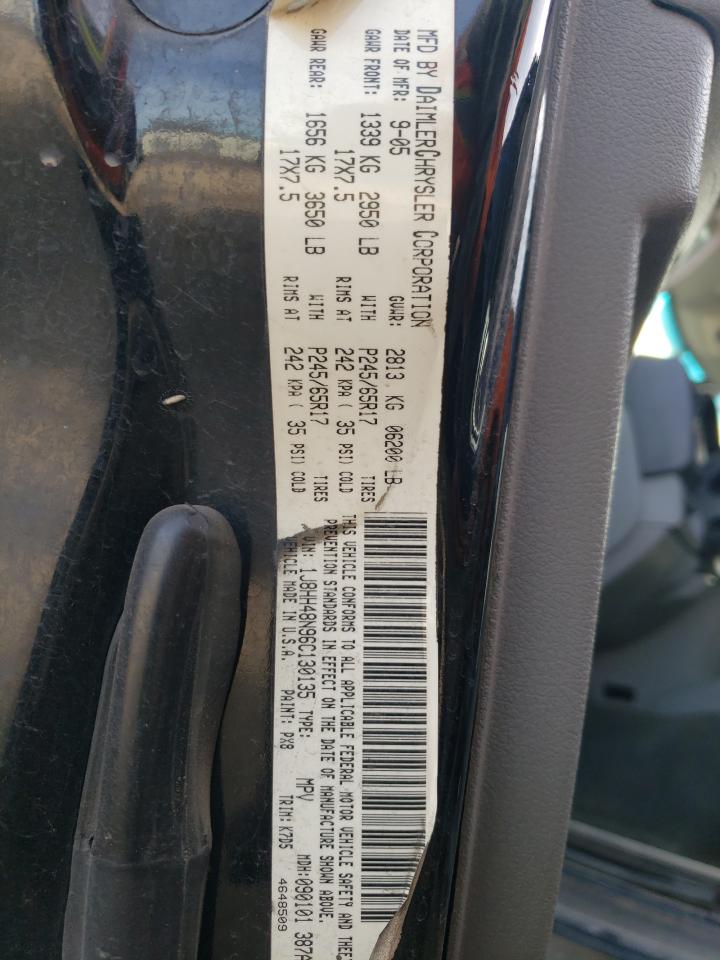 MFD BY DAIMLERCHRYSLER CORPORATION
DATE OF MFR: 9-05 GVWR: 2813 KG 06200 LB
GAWR FRONT: 1339 KG 2950 LB WITH P245/65R17 TIRES
17X7.5 RIMS AT 242 KPA ( 35 PSI) COLD
GAWR REAR: 1656 KG 3650 LB WITH P245/65R17 TIRES
17X7.5 RIMS AT 242 KPA ( 35 PSI) COLD
THIS VEHICLE CONFORMS TO ALL APPLICABLE FEDERAL MOTOR VEHICLE SAFETY AND
PREVENTION STANDARDS IN EFFECT ON THE DATE OF MANUFACTURE SHOWN ABOVE.
VIN: 1J8HH48N96C130135 TYPE: MPV MDH:090101 387A
VEHICLE MADE IN U.S.A. PAINT: PX8 TRIM: K7D5
4648509